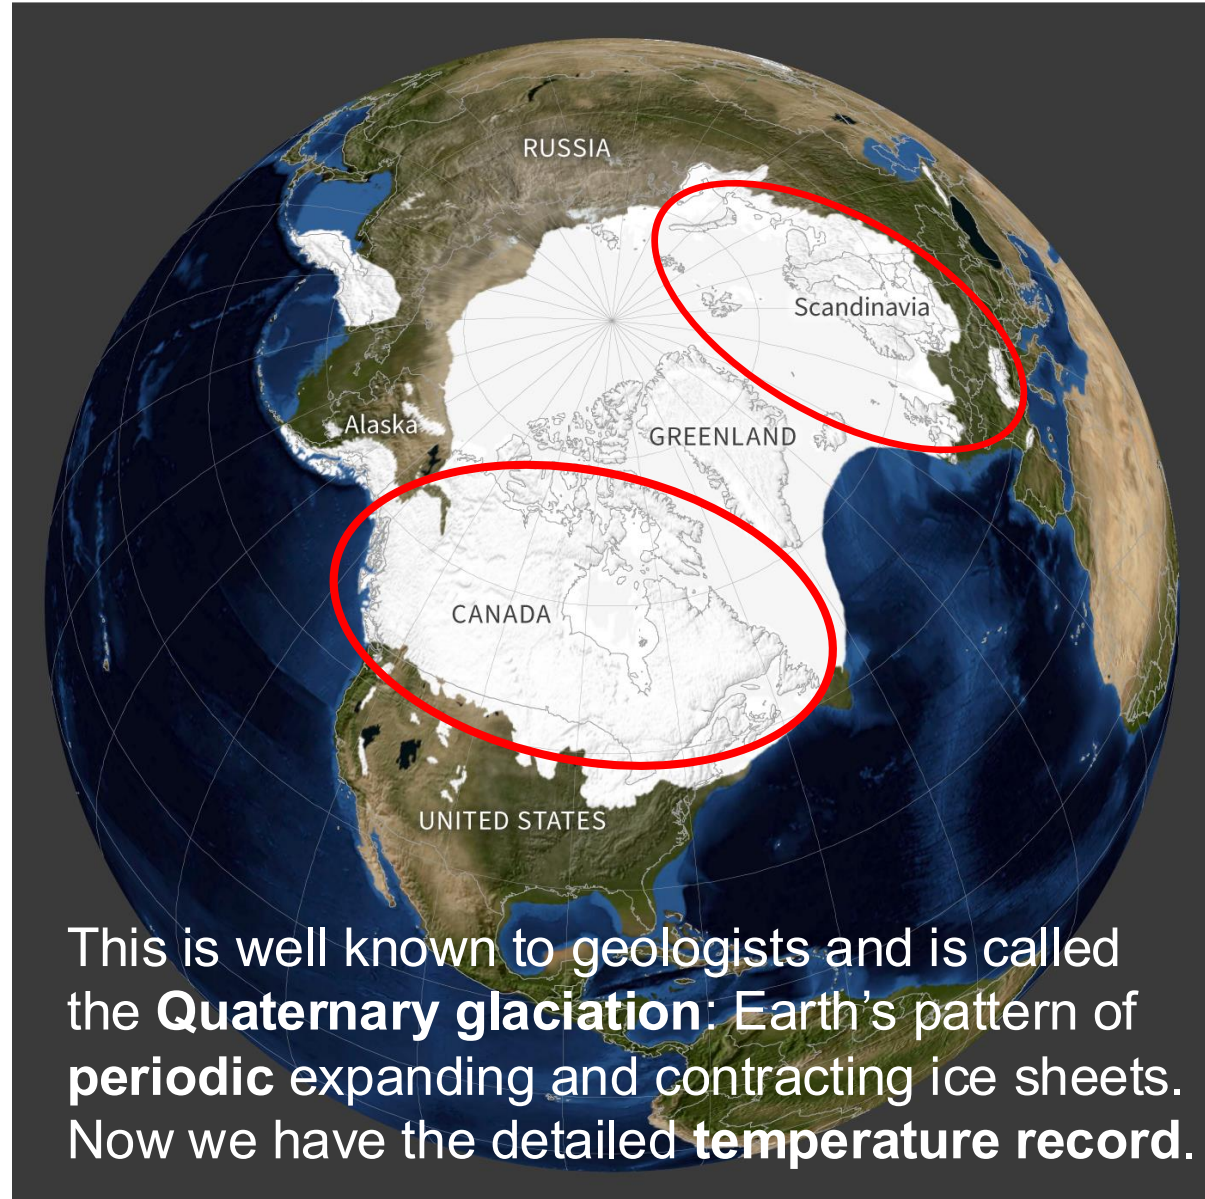 RUSSIA
Scandinavia
Alaska
GREENLAND
CANADA
UNITED STATES
This is well known to geologists and is called
the Quaternary glaciation: Earth’s pattern of
periodic expanding and contracting ice sheets.
Now we have the detailed temperature record.